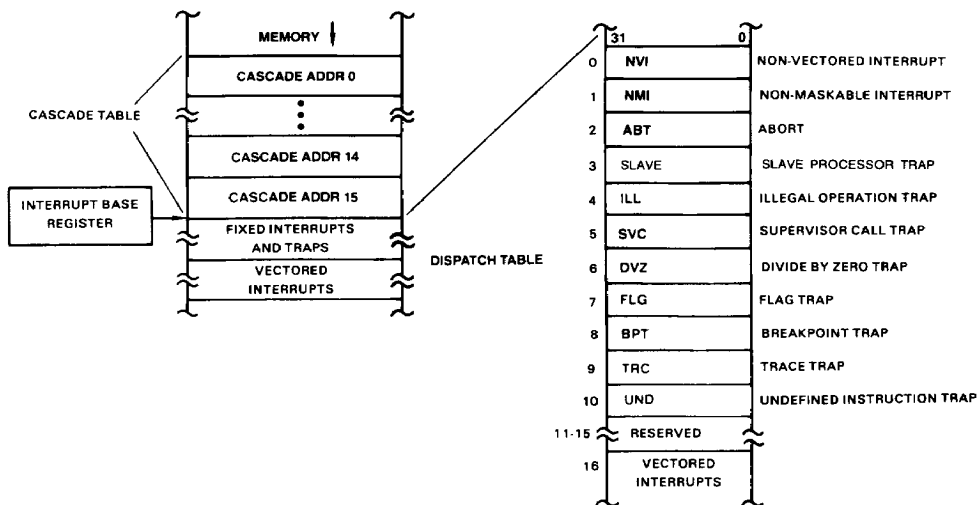 MEMORY
CASCADE ADDR 0
CASCADE TABLE
CASCADE ADDR 14
CASCADE ADDR 15
INTERRUPT BASE
REGISTER
FIXED INTERRUPTS
AND TRAPS
VECTORED
INTERRUPTS
DISPATCH TABLE
31 0
0 NVI NON-VECTORED INTERRUPT
1 NMI NON-MASKABLE INTERRUPT
2 ABT ABORT
3 SLAVE SLAVE PROCESSOR TRAP
4 ILL ILLEGAL OPERATION TRAP
5 SVC SUPERVISOR CALL TRAP
6 DVZ DIVIDE BY ZERO TRAP
7 FLG FLAG TRAP
8 BPT BREAKPOINT TRAP
9 TRC TRACE TRAP
10 UND UNDEFINED INSTRUCTION TRAP
11-15 RESERVED
16 VECTORED
INTERRUPTS